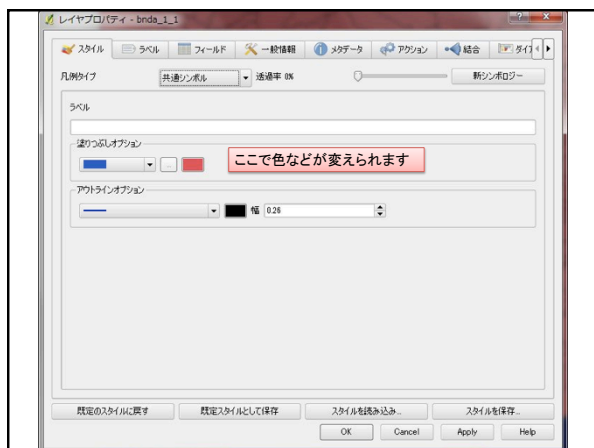 レイヤプロパティ - bnda_1_1
スタイル ラベル フィールド 一般情報 メタデータ アクション 結合 ダイア
凡例タイプ 共通シンボル 透過率 0% 新シンボロジー
ラベル
塗りつぶしオプション
... ここで色などが変えられます
アウトラインオプション
幅 0.26
既定のスタイルに戻す 既定スタイルとして保存 スタイルを読み込み... スタイルを保存...
OK Cancel Apply Help